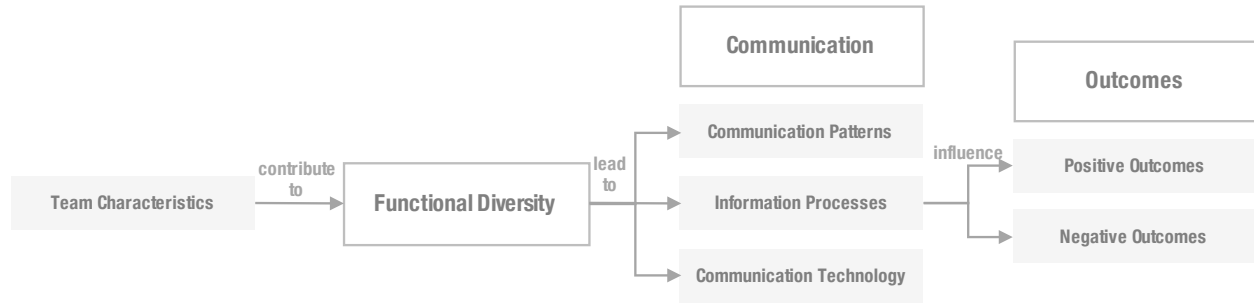 Communication
Outcomes
Communication Patterns
contribute
to
lead
to
influence
Positive Outcomes
Team Characteristics
Functional Diversity
Information Processes
Negative Outcomes
Communication Technology